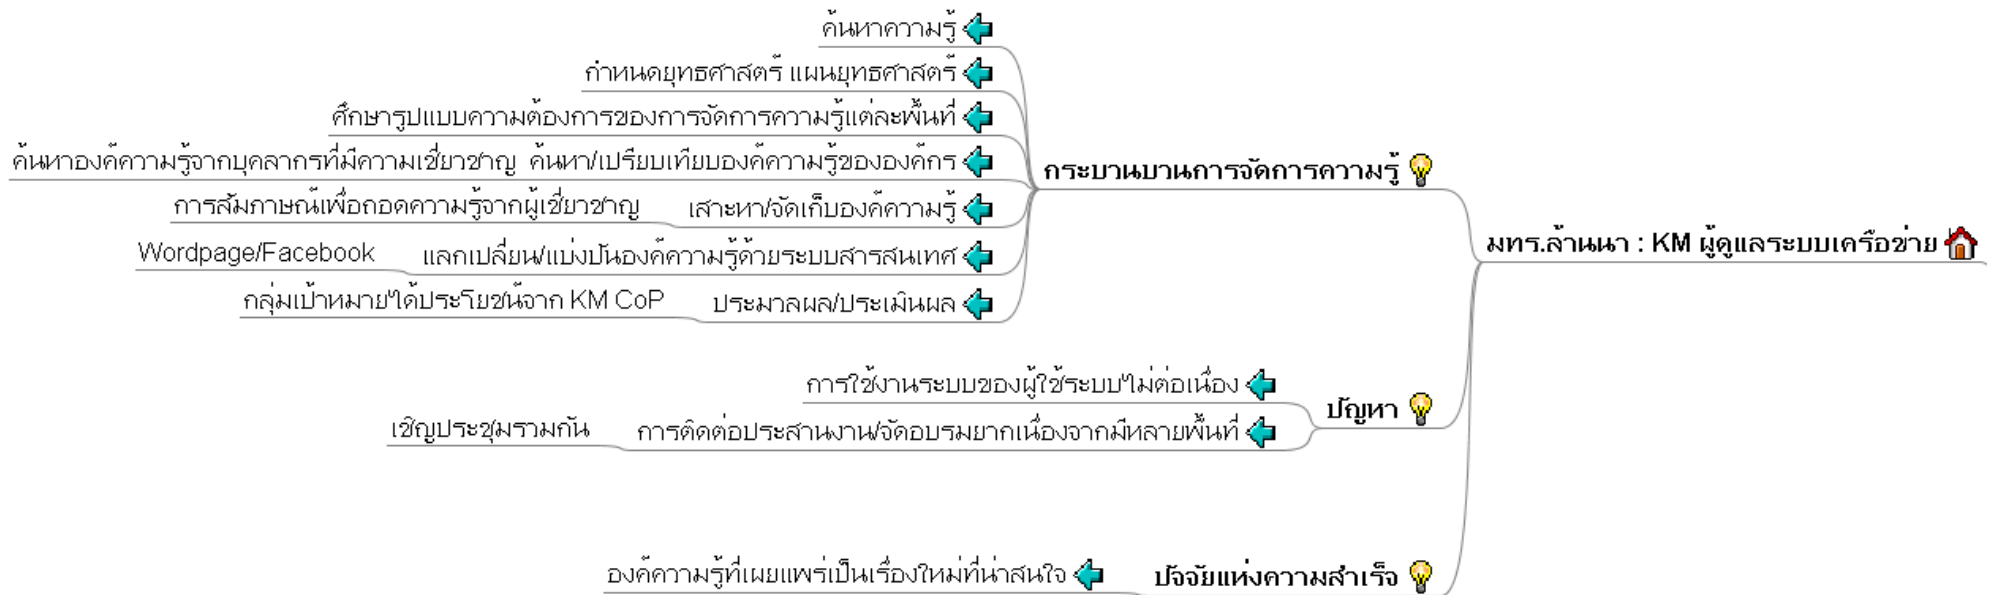 ค้นหาความรู้
กำหนดยุทธศาสตร์ แผนยุทธศาสตร์
ศึกษารูปแบบความต้องการของการจัดการความรู้แต่ละพื้นที่
ค้นหาองค์ความรู้จากบุคลากรที่มีความเชี่ยวชาญ ค้นหา/เปรียบเทียบองค์ความรู้ขององค์กร
กระบานบานการจัดการความรู้
การสัมภาษณ์เพื่อถอดความรู้จากผู้เชี่ยวชาญ เสาะหา/จัดเก็บองค์ความรู้
มทร.ล้านนา : KM ผู้ดูแลระบบเครือข่าย
Wordpage/Facebook แลกเปลี่ยน/แบ่งปันองค์ความรู้ด้วยระบบสารสนเทศ
กลุ่มเป้าหมายได้ประโยชน์จาก KM CoP ประมาลผล/ประเมินผล
การใช้งานระบบของผู้ใช้ระบบไม่ต่อเนื่อง
ปัญหา
เชิญประชุมรวมกัน การติดต่อประสานงาน/จัดอบรมยากเนื่องจากมีหลายพื้นที่
องค์ความรู้ที่เผยแพร่เป็นเรื่องใหม่ที่น่าสนใจ ปัจจัยแห่งความสำเร็จ